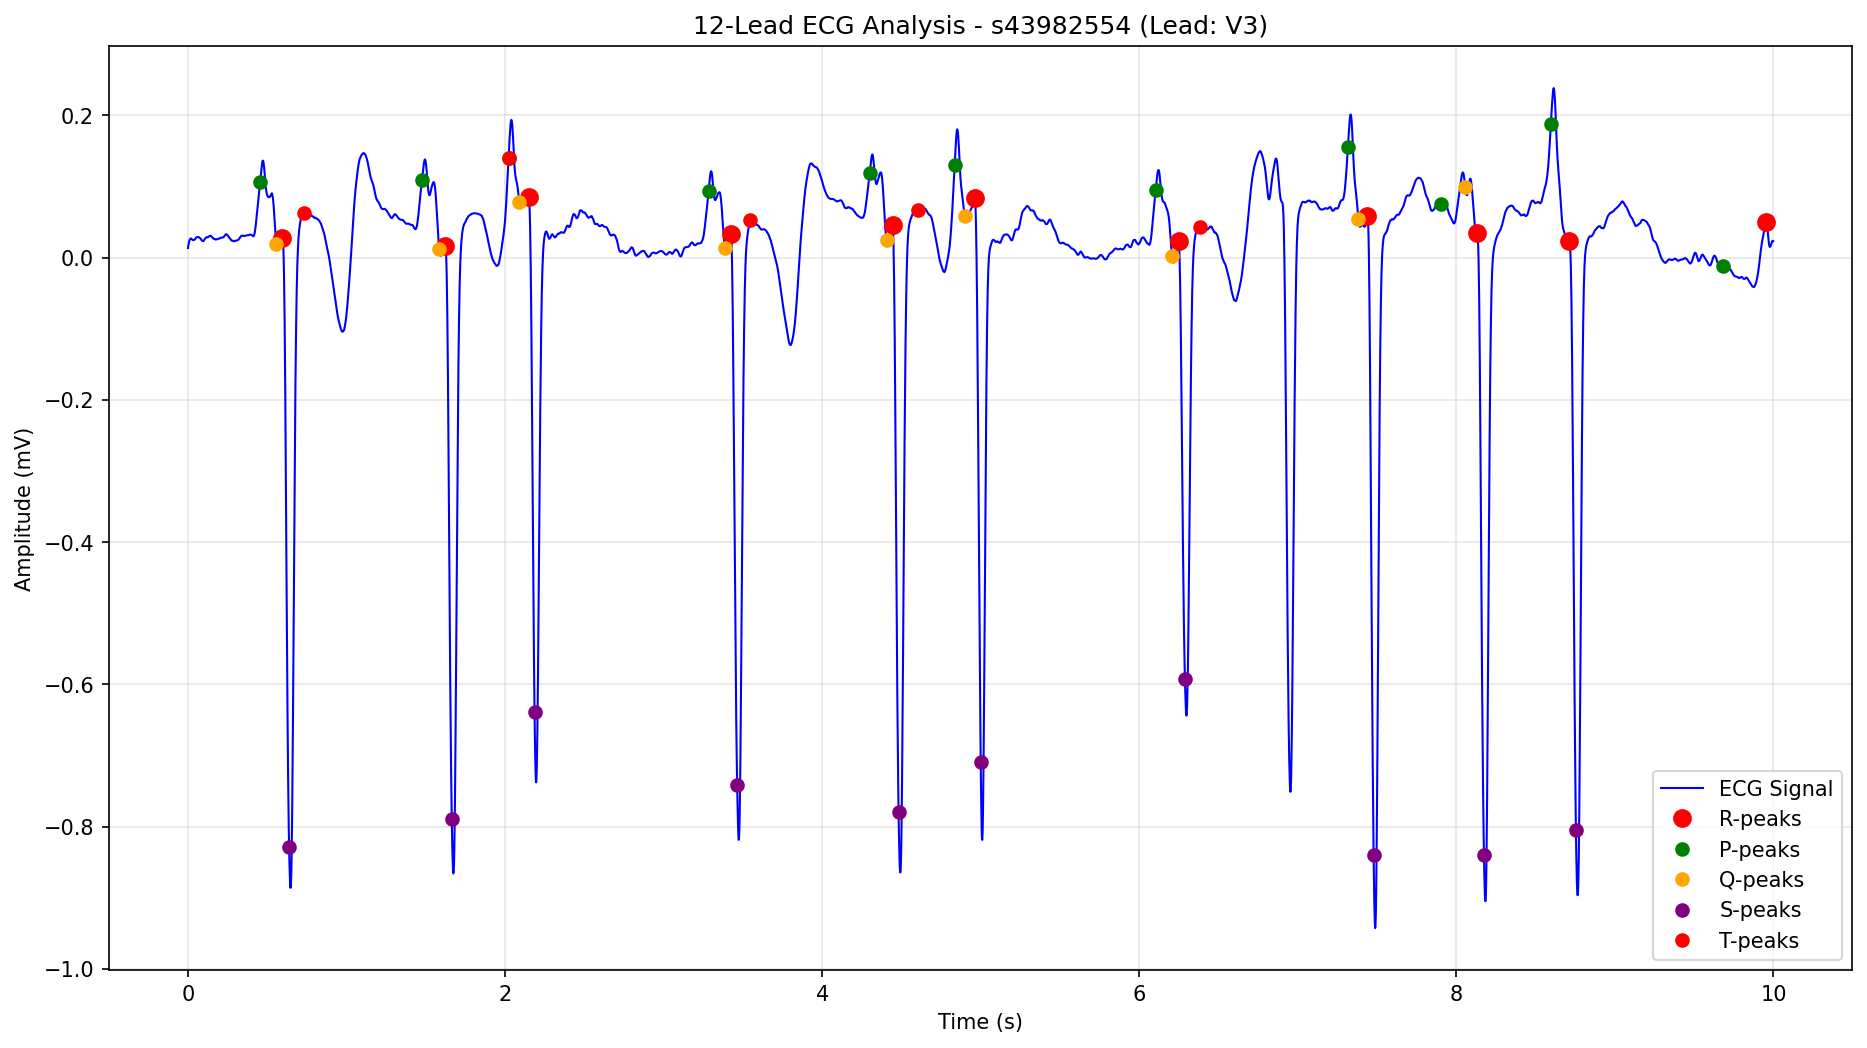 12-Lead ECG Analysis - s43982554 (Lead: V3)
Amplitude (mV)
0.2
0.0
−0.2
−0.4
−0.6
−0.8
−1.0
ECG Signal
R-peaks
P-peaks
Q-peaks
S-peaks
T-peaks
0 2 4 6 8 10
Time (s)